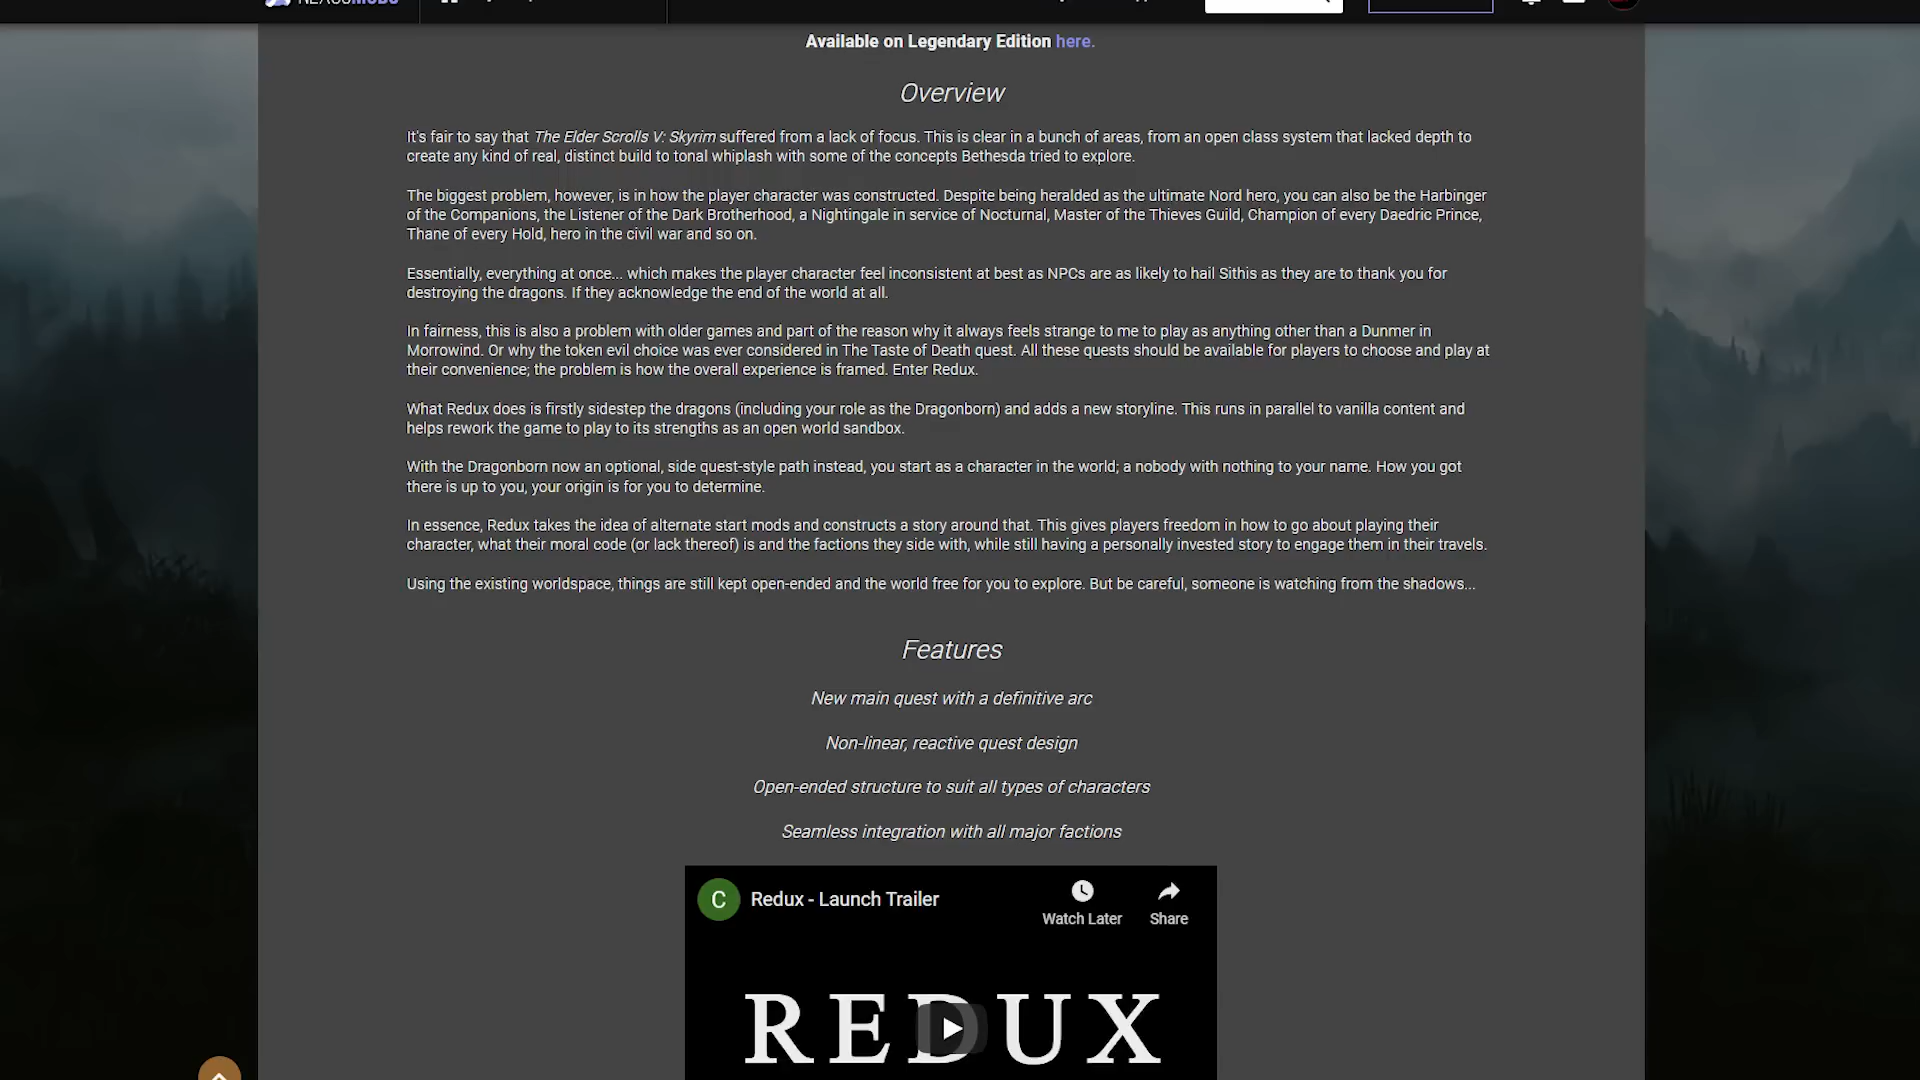 NEXUSMODS
Available on Legendary Edition here.
Overview
It's fair to say that The Elder Scrolls V: Skyrim suffered from a lack of focus. This is clear in a bunch of areas, from an open class system that lacked depth to
create any kind of real, distinct build to tonal whiplash with some of the concepts Bethesda tried to explore.
The biggest problem, however, is in how the player character was constructed. Despite being heralded as the ultimate Nord hero, you can also be the Harbinger
of the Companions, the Listener of the Dark Brotherhood, a Nightingale in service of Nocturnal, Master of the Thieves Guild, Champion of every Daedric Prince,
Thane of every Hold, hero in the civil war and so on.
Essentially, everything at once... which makes the player character feel inconsistent at best as NPCs are as likely to hail Sithis as they are to thank you for
destroying the dragons. If they acknowledge the end of the world at all.
In fairness, this is also a problem with older games and part of the reason why it always feels strange to me to play as anything other than a Dunmer in
Morrowind. Or why the token evil choice was ever considered in The Taste of Death quest. All these quests should be available for players to choose and play at
their convenience; the problem is how the overall experience is framed. Enter Redux.
What Redux does is firstly sidestep the dragons (including your role as the Dragonborn) and adds a new storyline. This runs in parallel to vanilla content and
helps rework the game to play to its strengths as an open world sandbox.
With the Dragonborn now an optional, side quest-style path instead, you start as a character in the world; a nobody with nothing to your name. How you got
there is up to you, your origin is for you to determine.
In essence, Redux takes the idea of alternate start mods and constructs a story around that. This gives players freedom in how to go about playing their
character, what their moral code (or lack thereof) is and the factions they side with, while still having a personally invested story to engage them in their travels.
Using the existing worldspace, things are still kept open-ended and the world free for you to explore. But be careful, someone is watching from the shadows...
Features
New main quest with a definitive arc
Non-linear, reactive quest design
Open-ended structure to suit all types of characters
Seamless integration with all major factions
C
Redux - Launch Trailer
Watch Later
Share
REDUX